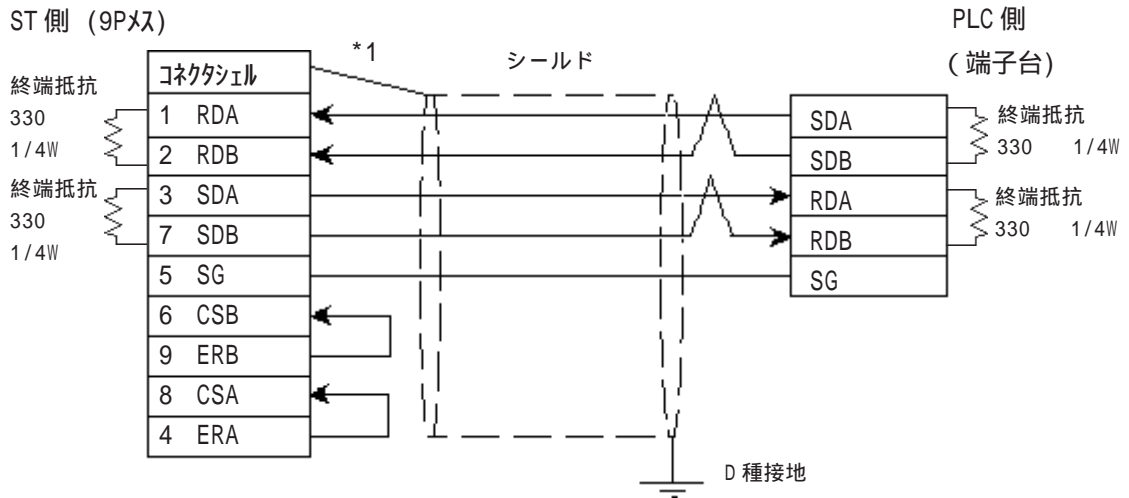 ST 側 (9Pﾒｽ)
PLC 側
(端子台)
*1
シールド
ｺﾈｸﾀｼｪﾙ
1 RDA
2 RDB
3 SDA
7 SDB
5 SG
6 CSB
9 ERB
8 CSA
4 ERA
終端抵抗
330
1/4W
終端抵抗
330
1/4W
SDA
SDB
RDA
RDB
SG
終端抵抗
330 1/4W
終端抵抗
330 1/4W
D 種接地